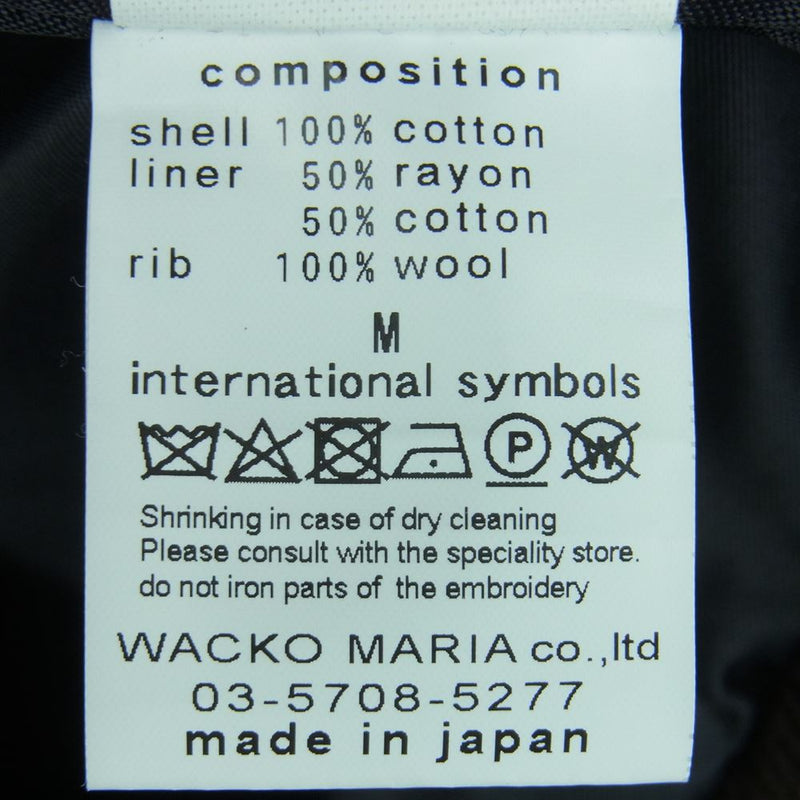 composition
shell 100% cotton
liner 50% rayon
50% cotton
rib 100% wool
M
international symbols
P W
Shrinking in case of dry cleaning
Please consult with the speciality store.
do not iron parts of the embroidery
WACKO MARIA co.,ltd
03-5708-5277
made in japan